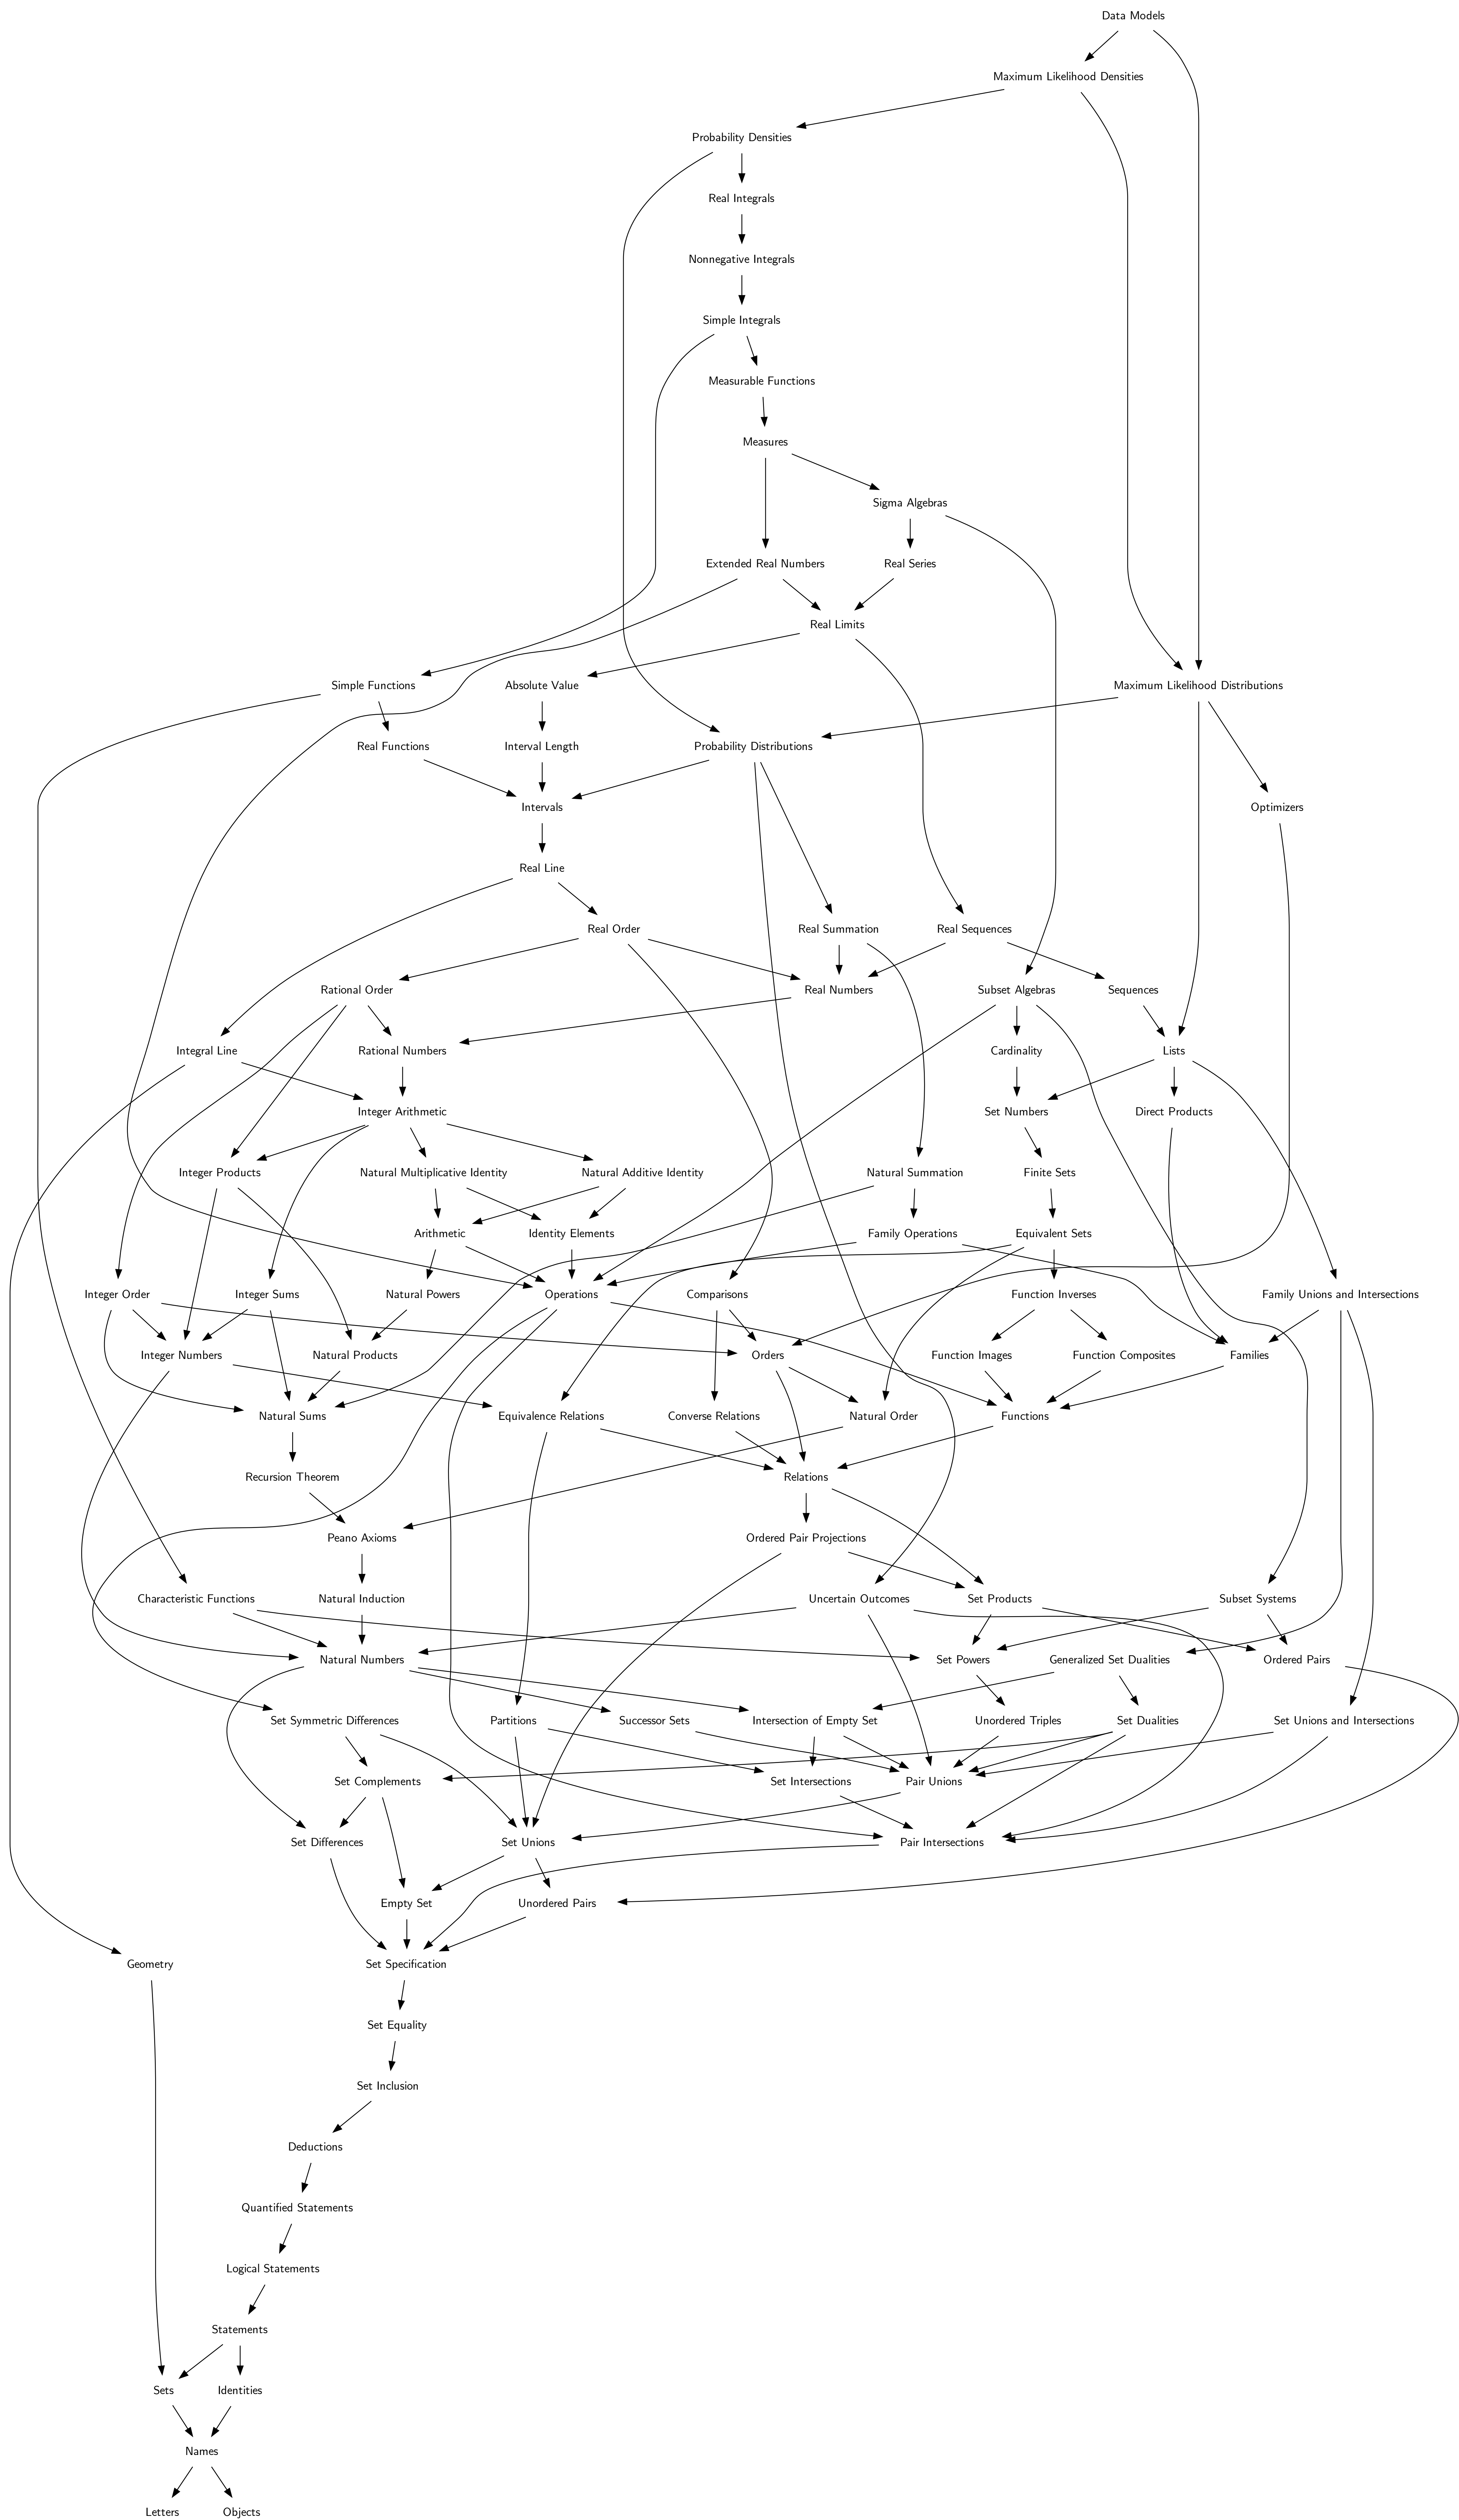 Data Models
Maximum Likelihood Densities
Probability Densities
Real Integrals
Nonnegative Integrals
Simple Integrals
Measurable Functions
Measures
Sigma Algebras
Extended Real Numbers
Real Series
Real Limits
Simple Functions
Absolute Value
Maximum Likelihood Distributions
Real Functions
Interval Length
Probability Distributions
Intervals
Optimizers
Real Line
Real Order
Real Summation
Real Sequences
Rational Order
Real Numbers
Subset Algebras
Sequences
Integral Line
Rational Numbers
Cardinality
Lists
Integer Arithmetic
Set Numbers
Direct Products
Integer Products
Natural Multiplicative Identity
Natural Additive Identity
Natural Summation
Finite Sets
Arithmetic
Identity Elements
Family Operations
Equivalent Sets
Integer Order
Integer Sums
Natural Powers
Operations
Comparisons
Function Inverses
Family Unions and Intersections
Integer Numbers
Natural Products
Orders
Function Images
Function Composites
Families
Natural Sums
Equivalence Relations
Converse Relations
Natural Order
Functions
Recursion Theorem
Relations
Peano Axioms
Ordered Pair Projections
Characteristic Functions
Natural Induction
Uncertain Outcomes
Set Products
Subset Systems
Natural Numbers
Set Powers
Generalized Set Dualities
Ordered Pairs
Set Symmetric Differences
Partitions
Successor Sets
Intersection of Empty Set
Unordered Triples
Set Dualities
Set Unions and Intersections
Set Complements
Set Intersections
Pair Unions
Set Differences
Set Unions
Pair Intersections
Empty Set
Unordered Pairs
Geometry
Set Specification
Set Equality
Set Inclusion
Deductions
Quantified Statements
Logical Statements
Statements
Sets
Identities
Names
Letters
Objects